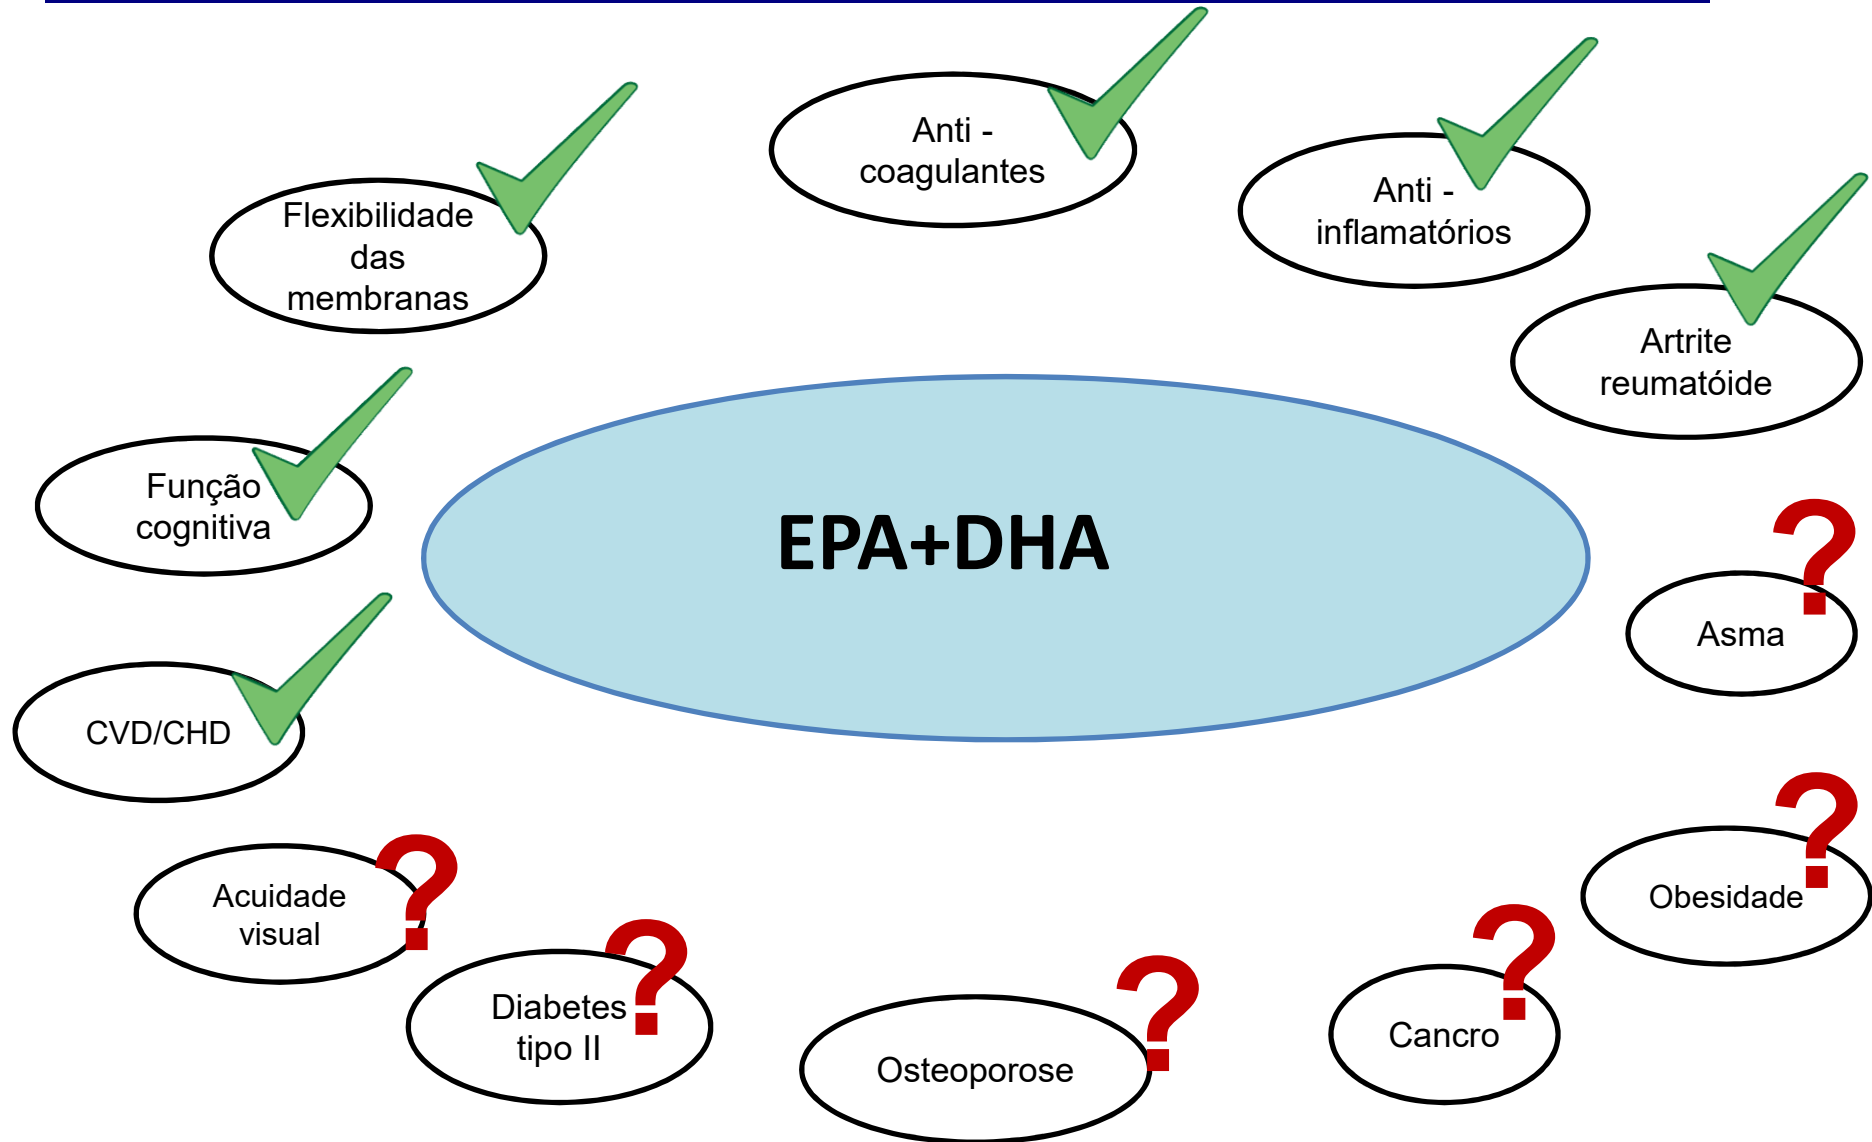 Anti -
coagulantes
Anti -
inflamatórios
Flexibilidade
das
membranas
Artrite
reumatóide
Função
cognitiva
EPA+DHA
?
Asma
CVD/CHD
?
Obesidade
?
Acuidade
visual
?
Diabetes
tipo II
?
Cancro
?
Osteoporose